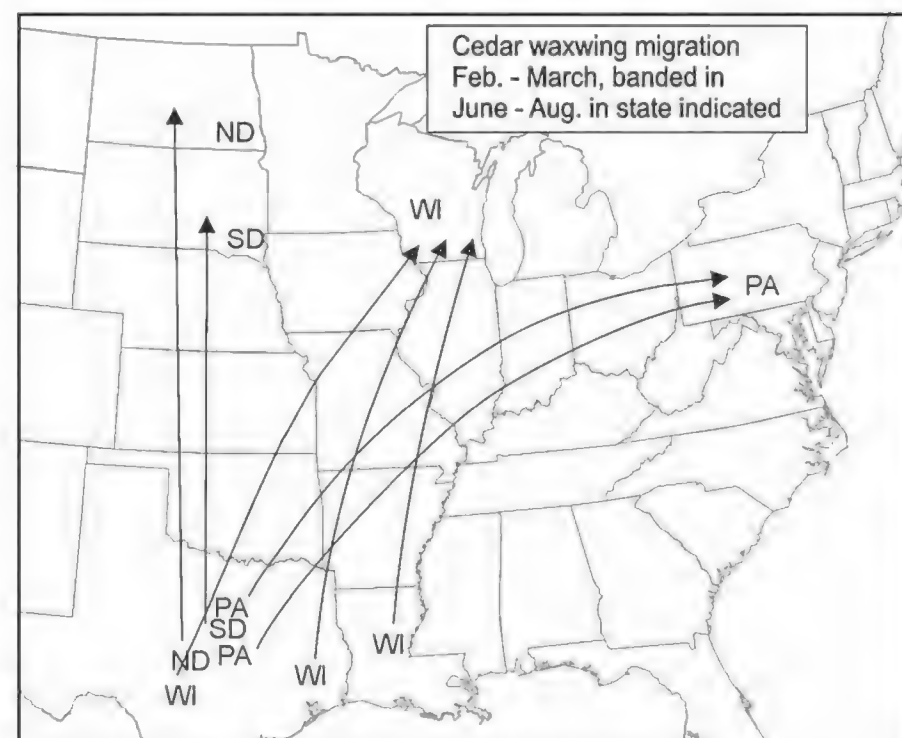 Cedar waxwing migration
Feb. - March, banded in
June - Aug. in state indicated
ND
WI
SD
PA
PA
SD
PA
ND
WI
WI
WI